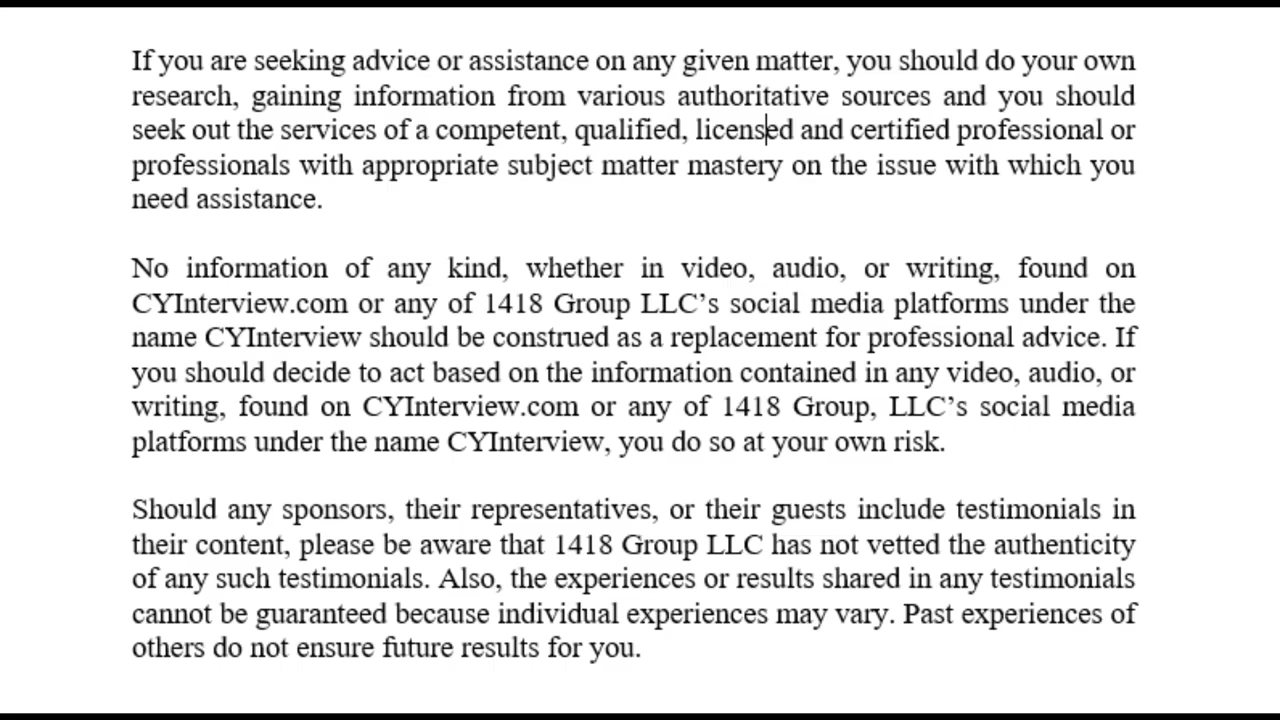 If you are seeking advice or assistance on any given matter, you should do your own
research, gaining information from various authoritative sources and you should
seek out the services of a competent, qualified, licensed and certified professional or
professionals with appropriate subject matter mastery on the issue with which you
need assistance.
No information of any kind, whether in video, audio, or writing, found on
CYInterview.com or any of 1418 Group LLC’s social media platforms under the
name CYInterview should be construed as a replacement for professional advice. If
you should decide to act based on the information contained in any video, audio, or
writing, found on CYInterview.com or any of 1418 Group, LLC’s social media
platforms under the name CYInterview, you do so at your own risk.
Should any sponsors, their representatives, or their guests include testimonials in
their content, please be aware that 1418 Group LLC has not vetted the authenticity
of any such testimonials. Also, the experiences or results shared in any testimonials
cannot be guaranteed because individual experiences may vary. Past experiences of
others do not ensure future results for you.